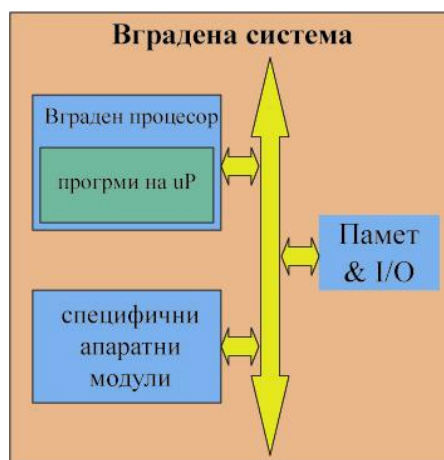 Вградена система
Вграден процесор
прогрми на uP
Памет
& I/O
специфични
апаратни
модули